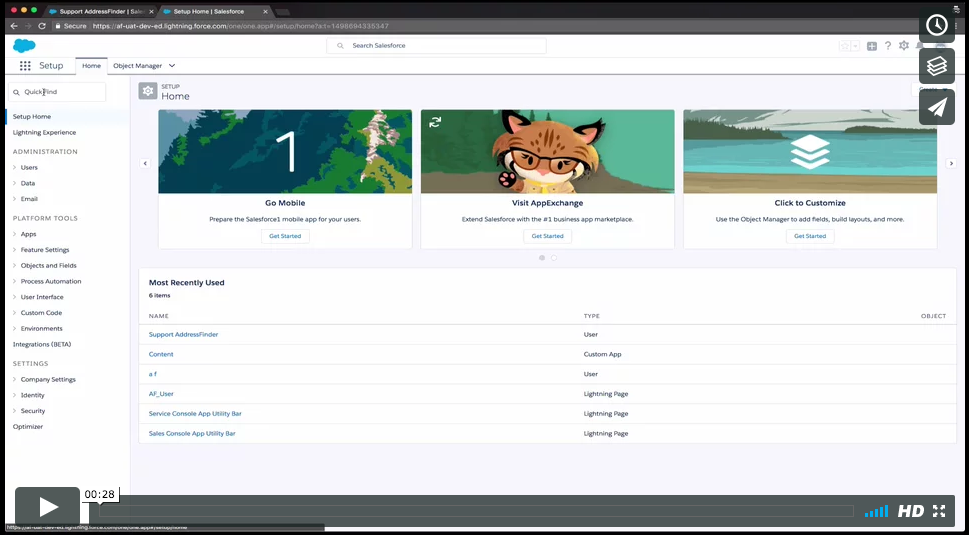 Support AddressFinder | Sale
Setup Home | Salesforce
Secure
https://af-uat-dev-ed.lightning.force.com/one/one.app#/setup/home?a:t=1498694335347
Search Salesforce
Setup
Home
Object Manager
Quick Find
Setup Home
Lightning Experience
ADMINISTRATION
Users
Data
Email
PLATFORM TOOLS
Apps
Feature Settings
Objects and Fields
Process Automation
User Interface
Custom Code
Environments
Integrations (BETA)
SETTINGS
Company Settings
Identity
Security
Optimizer
SETUP
Home
1
Go Mobile
Prepare the Salesforce1 mobile app for your users.
Get Started
Visit AppExchange
Extend Salesforce with the #1 business app marketplace.
Get Started
Click to Customize
Use the Object Manager to add fields, build layouts, and more.
Get Started
Most Recently Used
6 items
NAME TYPE OBJECT
Support AddressFinder User
Content Custom App
a f User
AF_User Lightning Page
Service Console App Utility Bar Lightning Page
Sales Console App Utility Bar Lightning Page
00:28
HD
https://af-uat-dev-ed.lightning.force.com/one/one.app#/setup/home